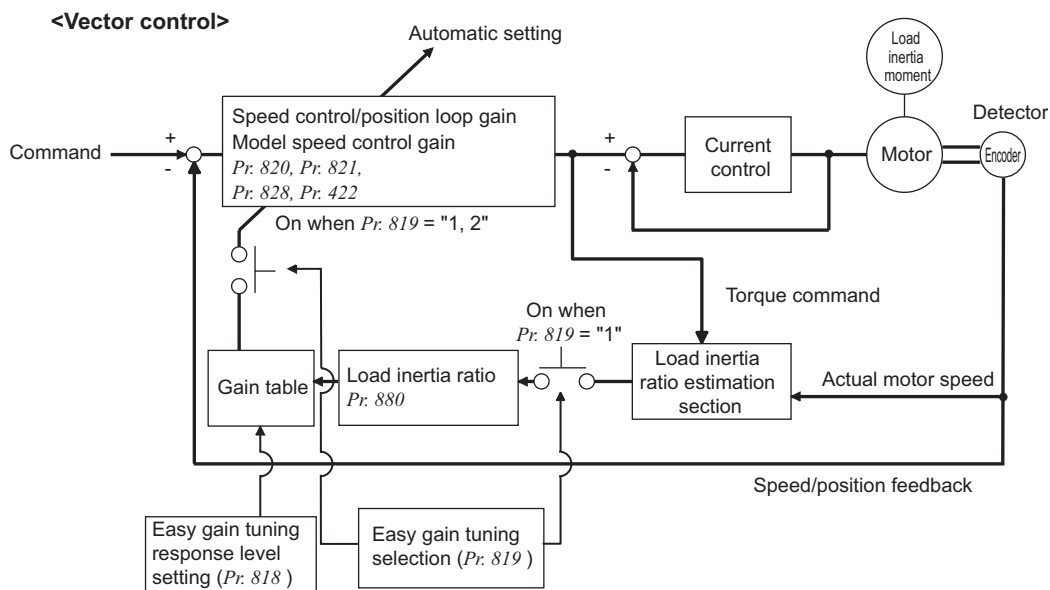 <Vector control>
Automatic setting
Load
inertia
moment
Detector
Command
+
-
Speed control/position loop gain
Model speed control gain
Pr. 820, Pr. 821,
Pr. 828, Pr. 422
+
-
Current
control
Motor
Encoder
On when Pr. 819 = "1, 2"
Torque command
On when
Pr. 819 = "1"
Gain table
Load inertia ratio
Pr. 880
Load inertia
ratio estimation
section
Actual motor speed
Speed/position feedback
Easy gain tuning
response level
setting (Pr. 818 )
Easy gain tuning
selection (Pr. 819 )